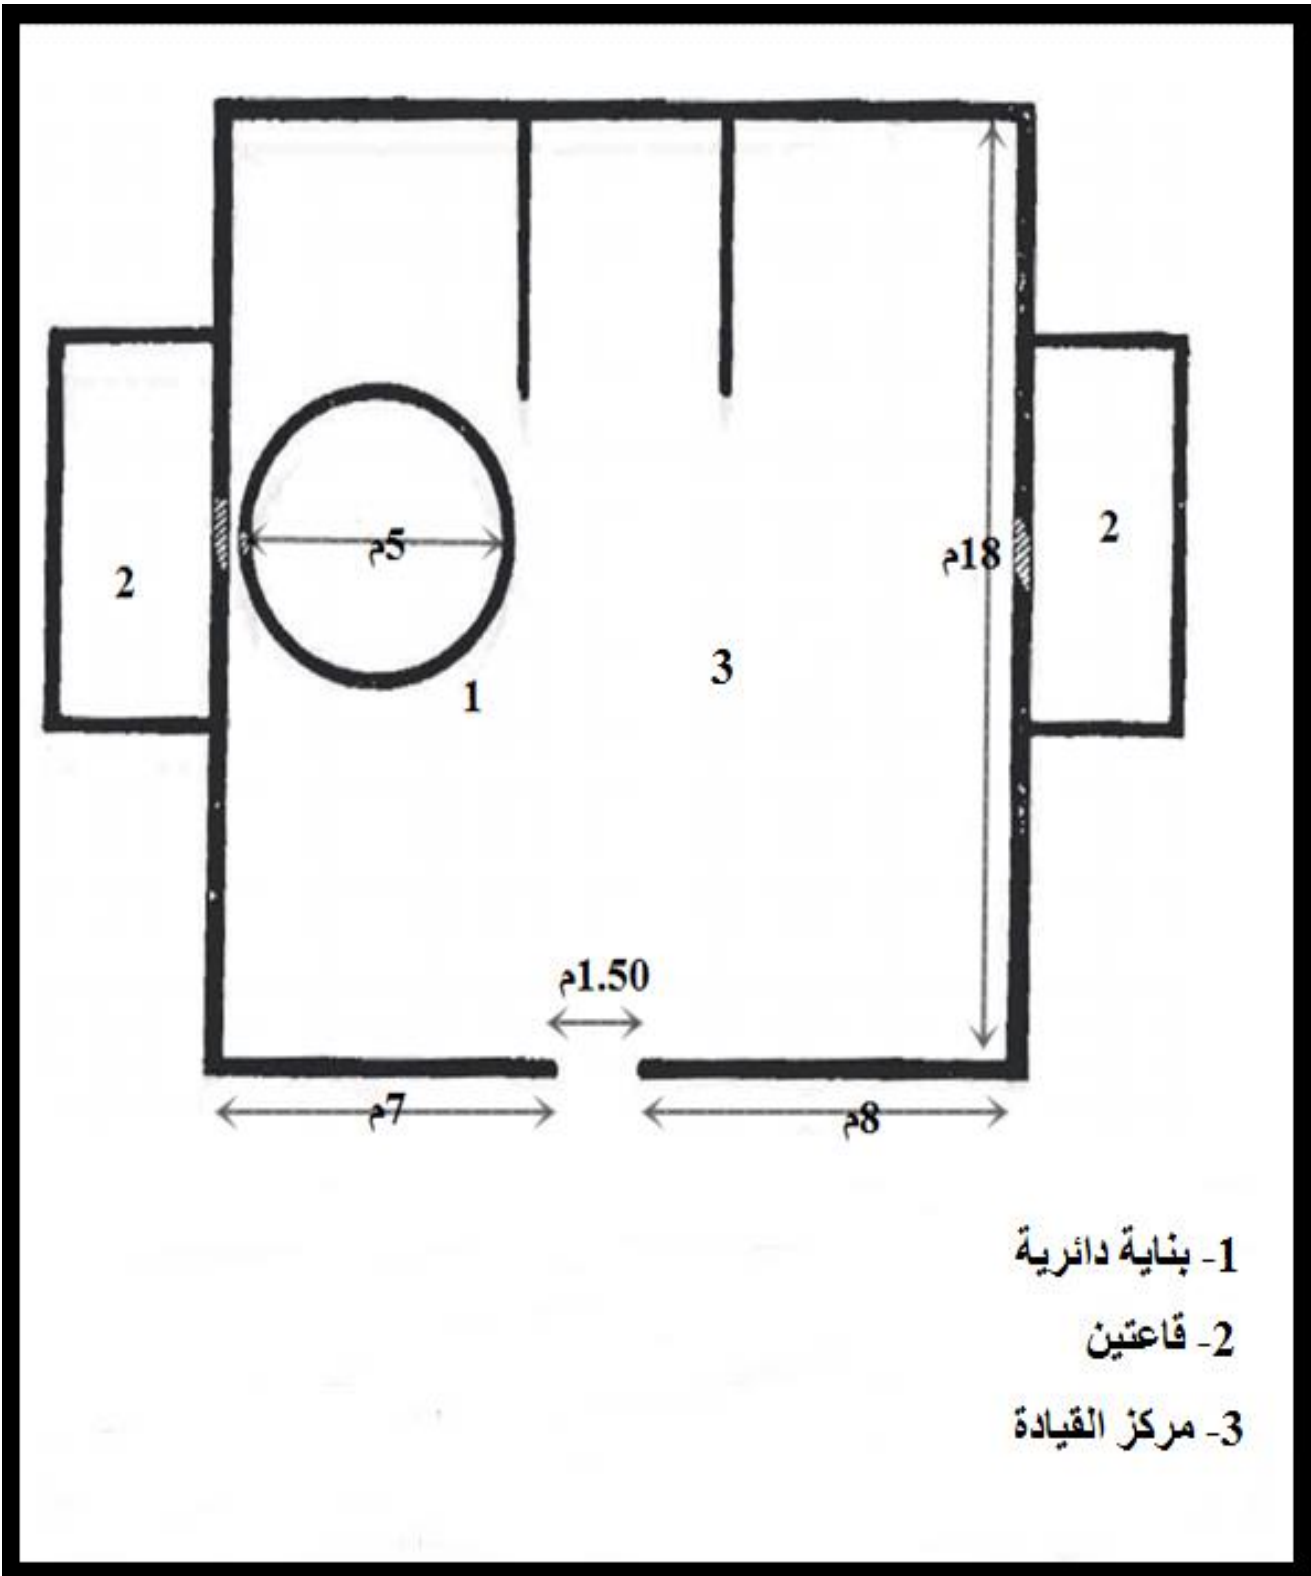 5م
18م
2
2
3
1
1.50م
7م
8م
1- بناية دائرية
2- قاعتين
3- مركز القيادة